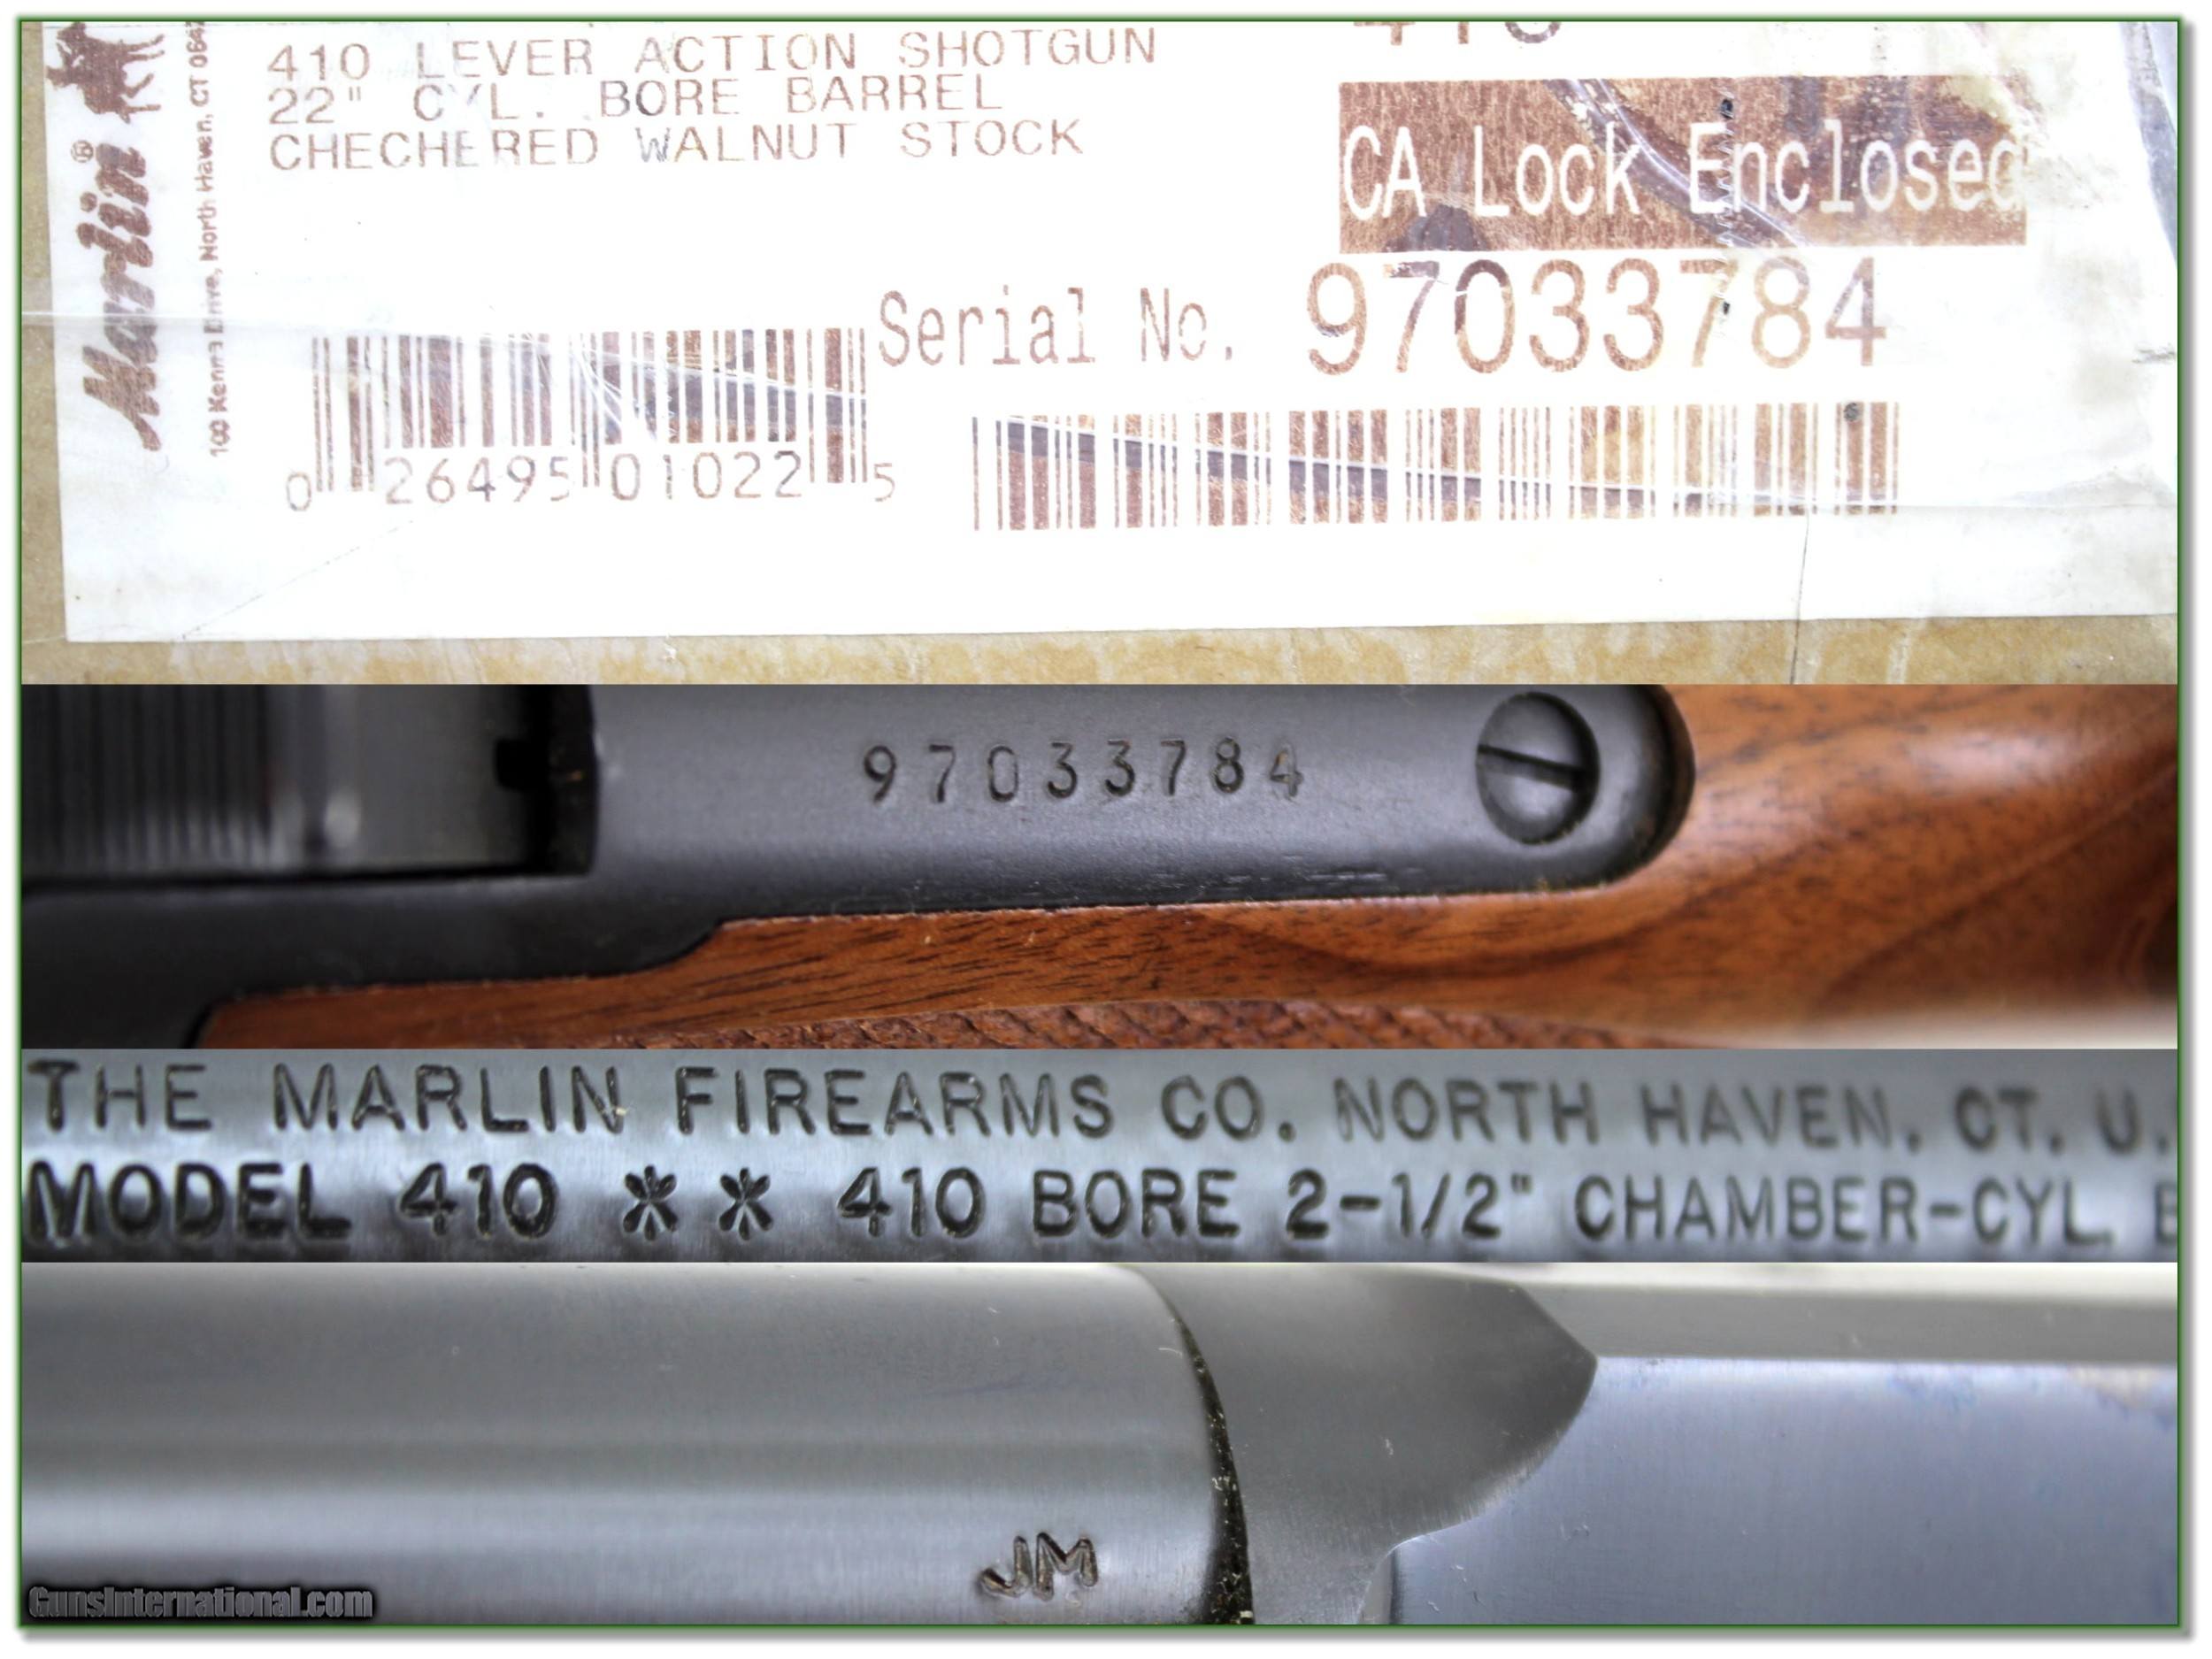 Marlin®
100 Kenna Drive, North Haven, CT
410 LEVER ACTION SHOTGUN
22" CYL. BORE BARREL
CHECHERED WALNUT STOCK
CA Lock Enclosed
Serial No. 97033784
0 26495 01022 5
97033784
THE MARLIN FIREARMS CO. NORTH HAVEN, CT. U.
MODEL 410 ** 410 BORE 2-1/2" CHAMBER-CYL.
JM
GunsInternational.com